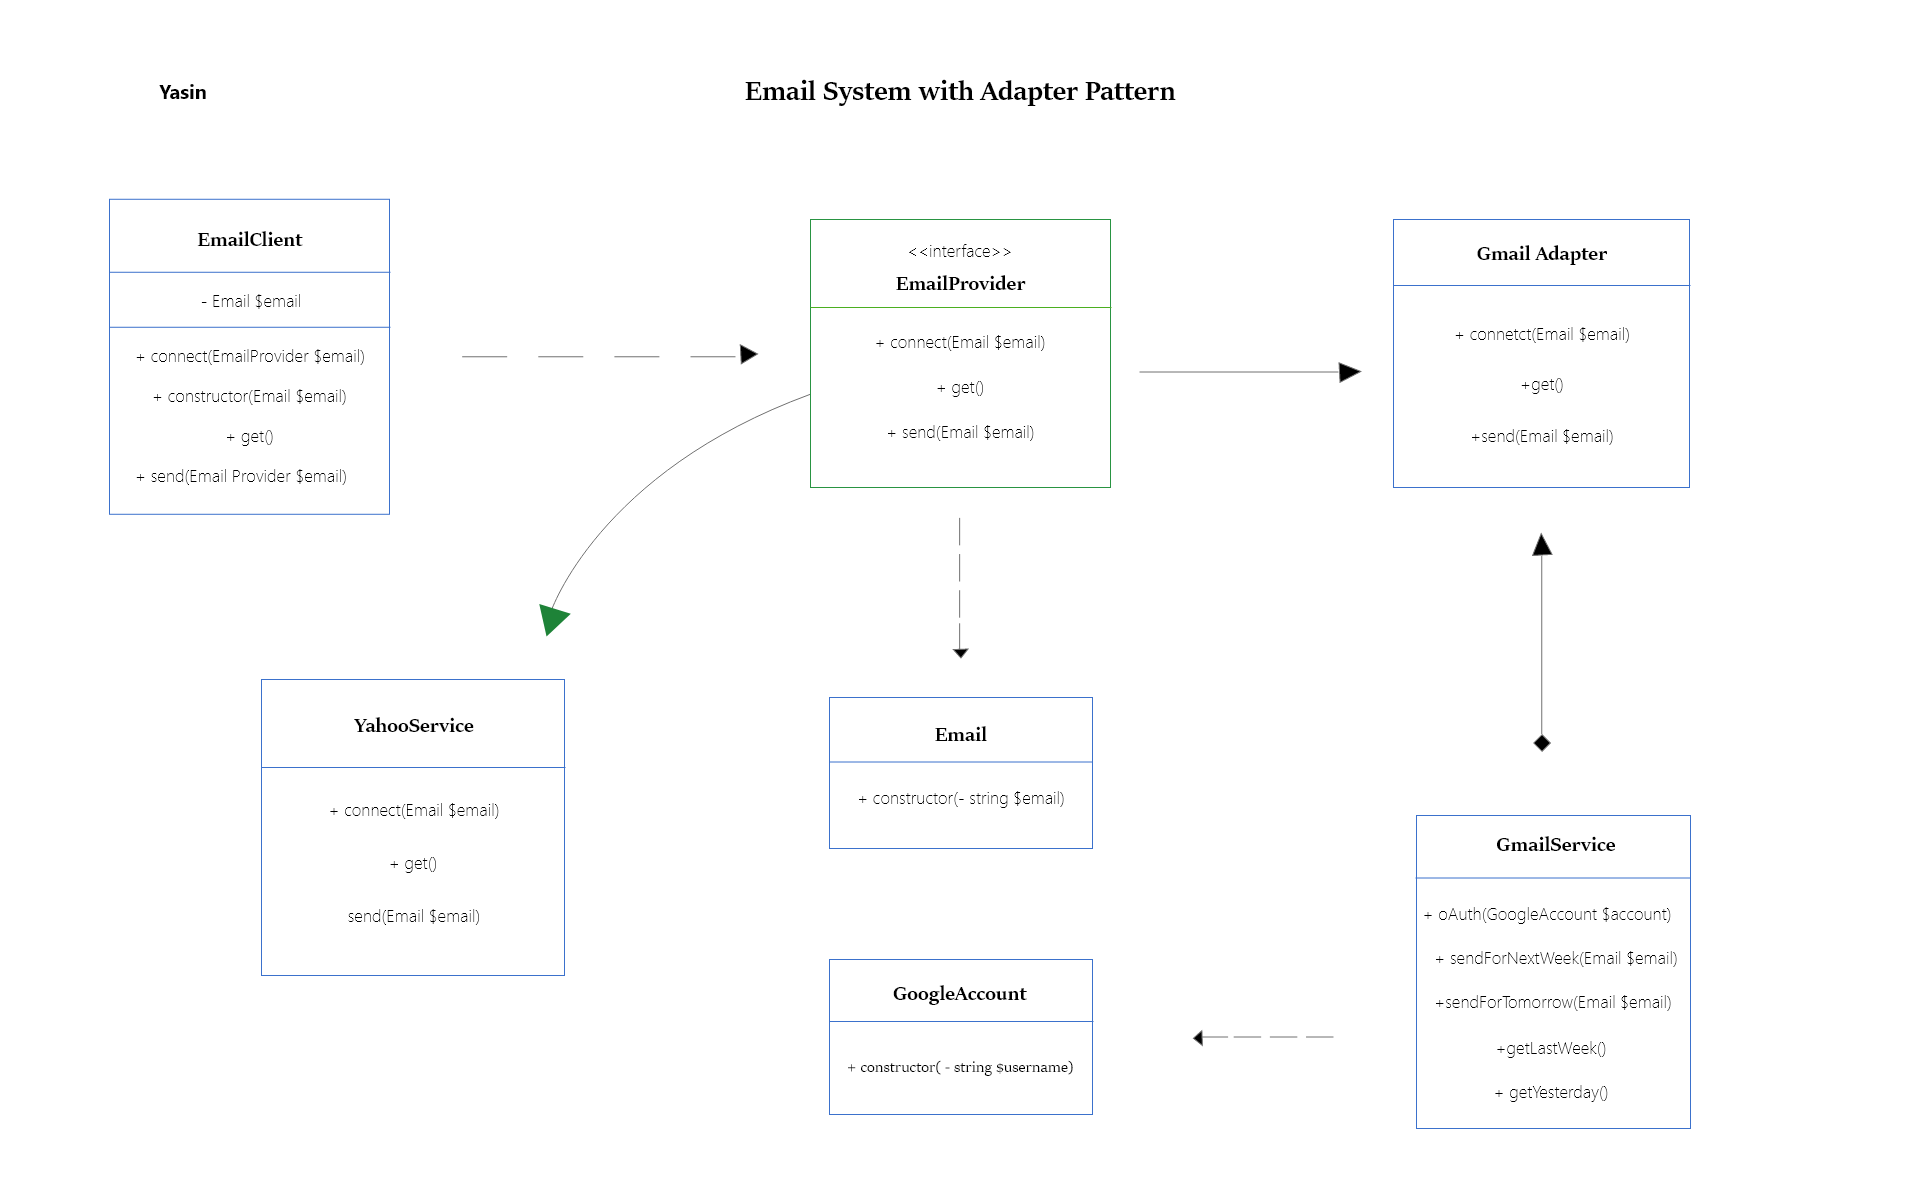 Yasin
Email System with Adapter Pattern
EmailClient
- Email $email
+ connect(EmailProvider $email)
+ constructor(Email $email)
+ get()
+ send(Email Provider $email)
<<interface>>
EmailProvider
+ connect(Email $email)
+ get()
+ send(Email $email)
Gmail Adapter
+ connetct(Email $email)
+get()
+send(Email $email)
YahooService
+ connect(Email $email)
+ get()
send(Email $email)
Email
+ constructor(- string $email)
GoogleAccount
+ constructor( - string $username)
GmailService
+ oAuth(GoogleAccount $account)
+ sendForNextWeek(Email $email)
+sendForTomorrow(Email $email)
+getLastWeek()
+ getYesterday()